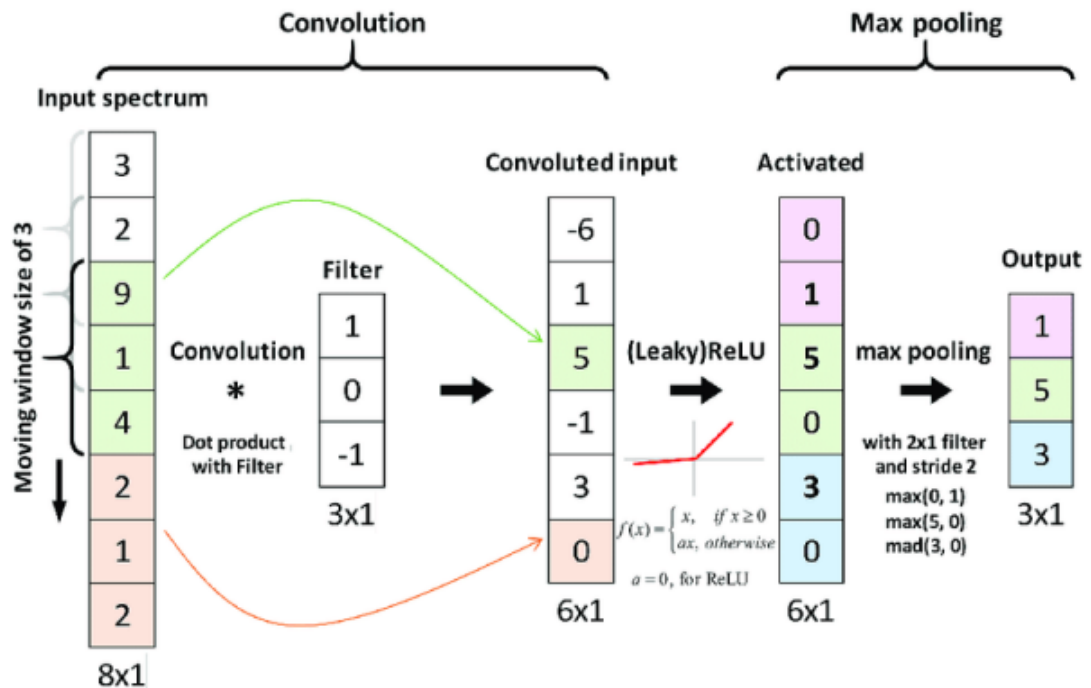 Convolution
Max pooling
Input spectrum
3
2
9
1
4
2
1
2
8x1
Moving window size of 3
Convolution
*
Dot product
with Filter
Filter
1
0
-1
3x1
Convoluted input
-6
1
5
-1
3
0
6x1
(Leaky)ReLU
f(x) = { x, if x ≥ 0
ax, otherwise
a = 0, for ReLU
Activated
0
1
5
0
3
0
6x1
max pooling
with 2x1 filter
and stride 2
max(0, 1)
max(5, 0)
mad(3, 0)
Output
1
5
3
3x1